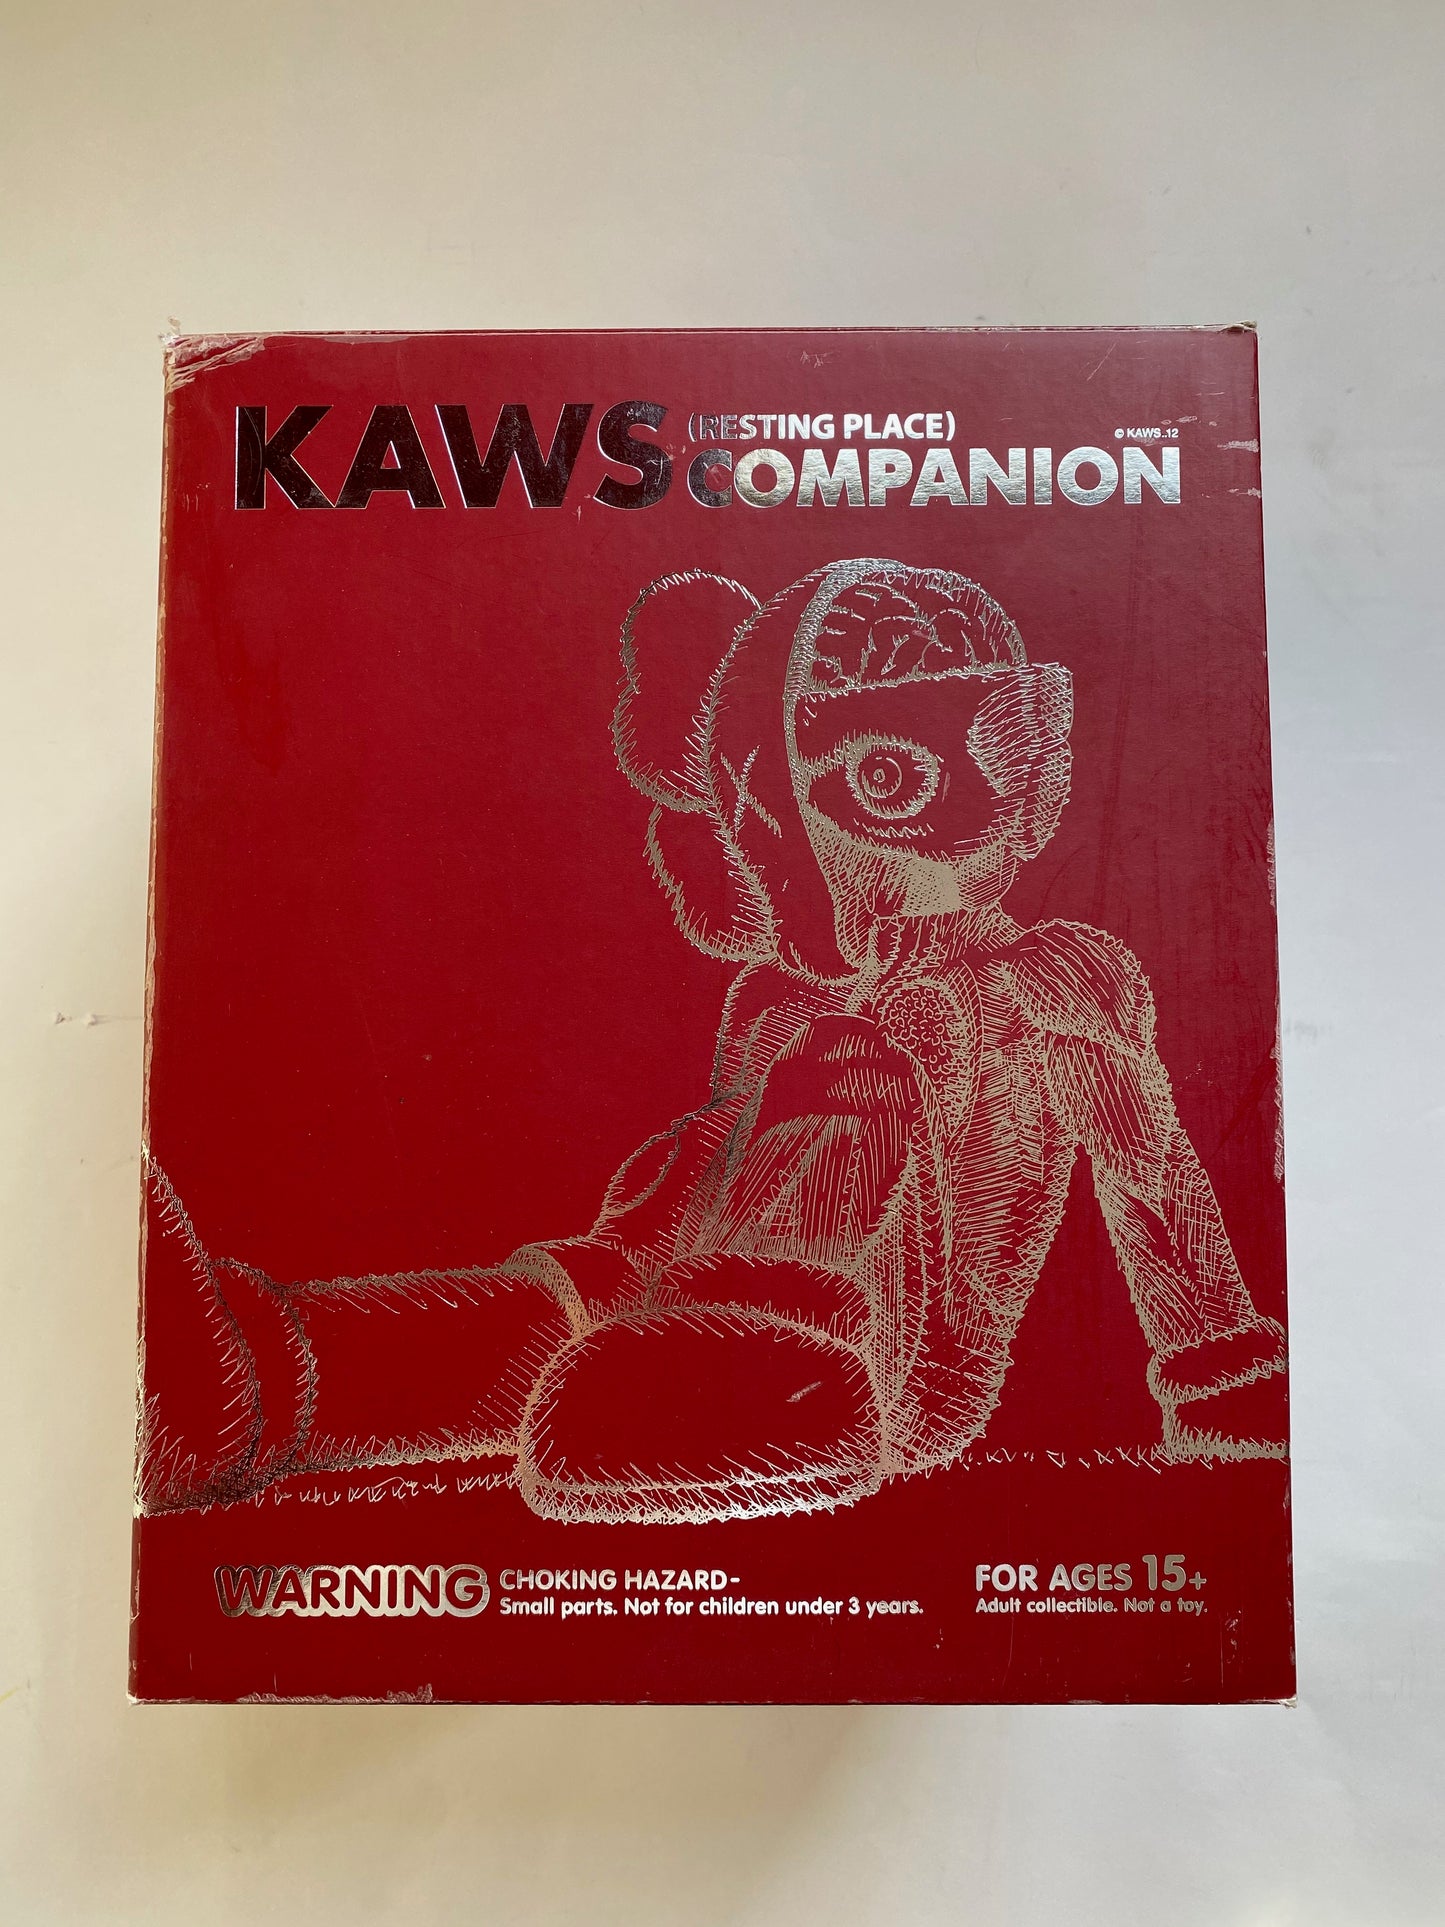 KAWS (RESTING PLACE)
© KAWS..12
COMPANION
WARNING CHOKING HAZARD-
Small parts. Not for children under 3 years.
FOR AGES 15+
Adult collectible. Not a toy.